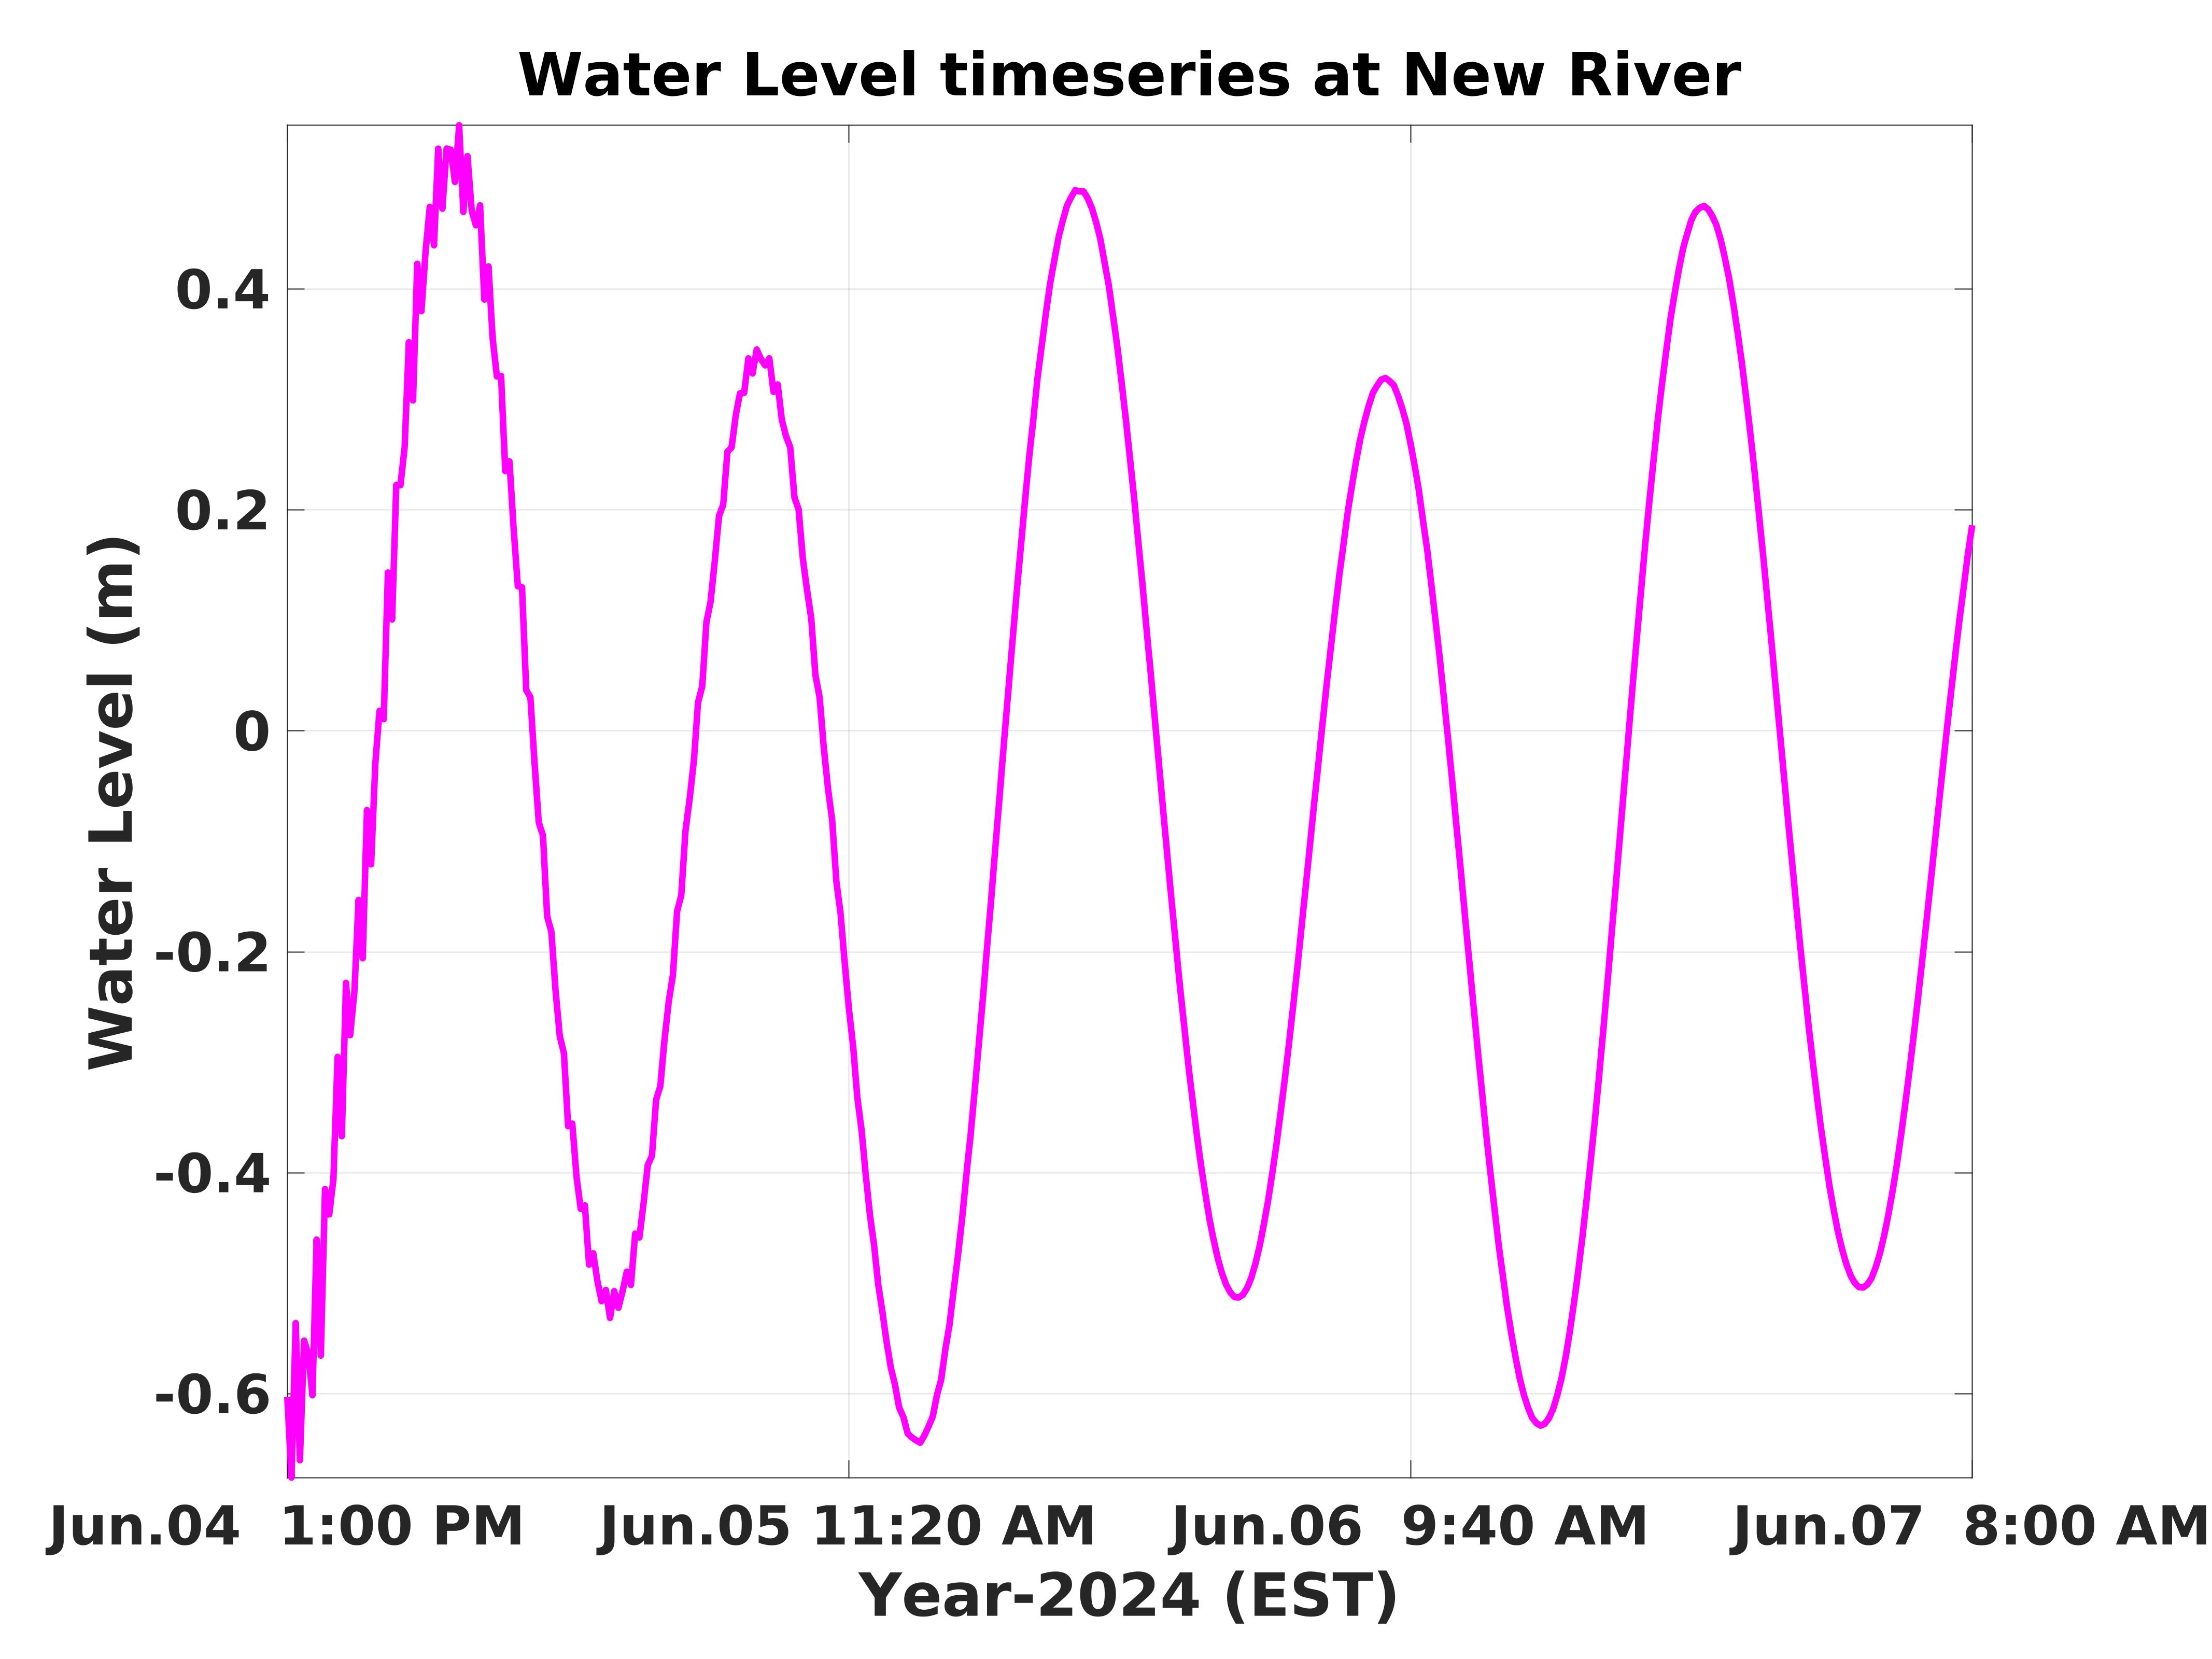 Water Level timeseries at New River
Water Level (m)
0.4
0.2
0
-0.2
-0.4
-0.6
Jun.04 1:00 PM Jun.05 11:20 AM Jun.06 9:40 AM Jun.07 8:00 AM
Year-2024 (EST)